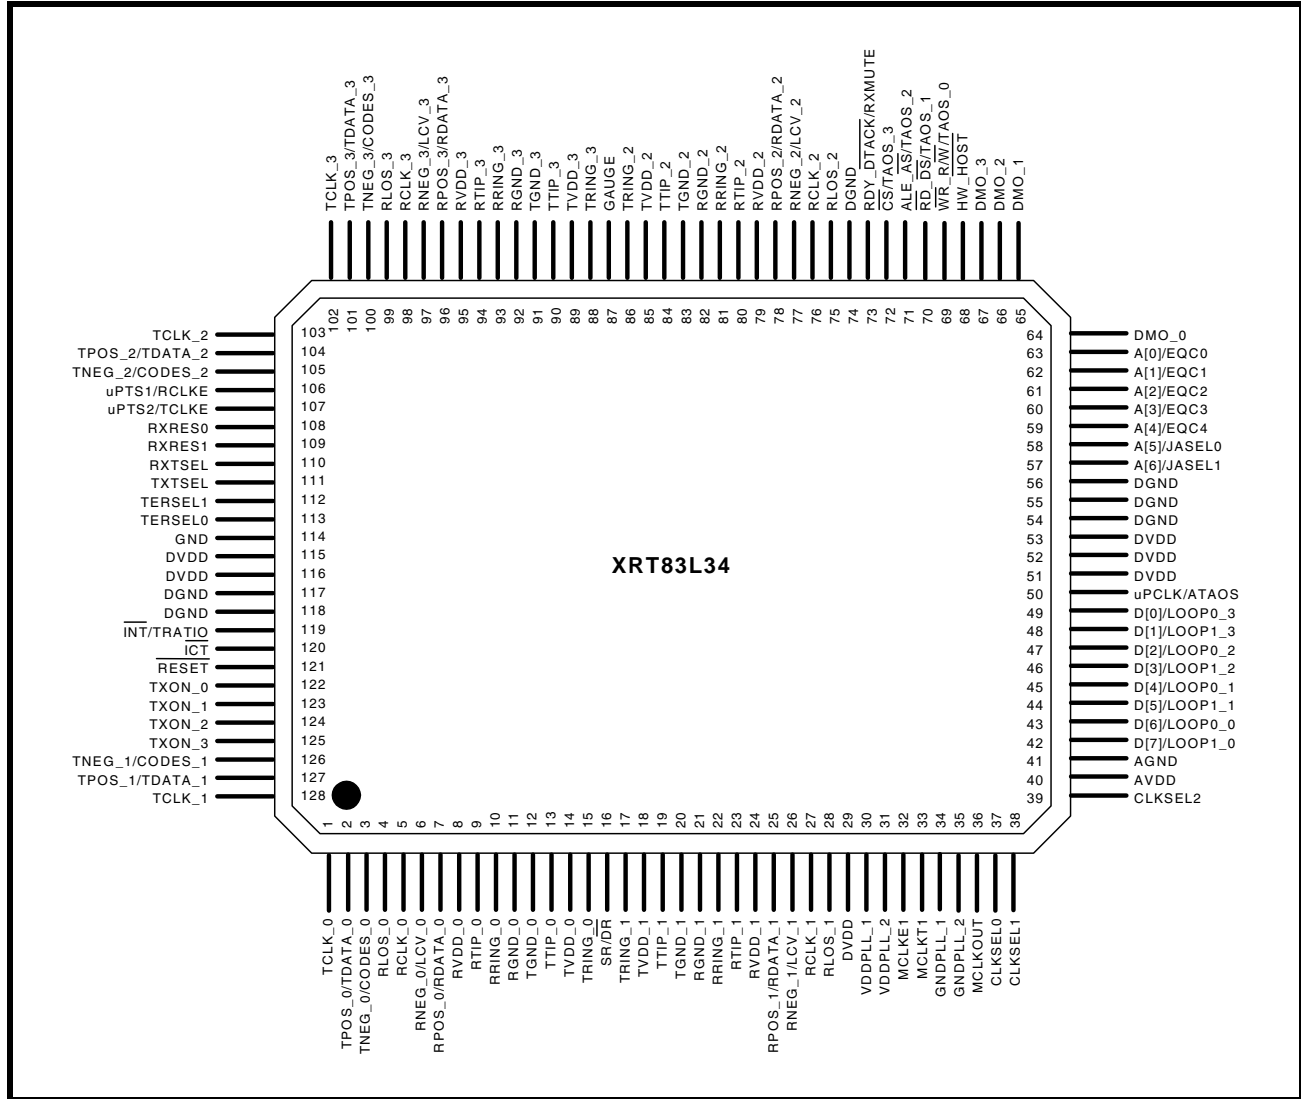 TCLK_3
TPOS_3/TDATA_3
TNEG_3/CODES_3
RLOS_3
RCLK_3
RNEG_3/LCV_3
RPOS_3/RDATA_3
RVDD_3
RTIP_3
RRING_3
RGND_3
TGND_3
TTIP_3
TVDD_3
TRING_3
GAUGE
TRING_2
TVDD_2
TTIP_2
TGND_2
RGND_2
RRING_2
RTIP_2
RVDD_2
RPOS_2/RDATA_2
RNEG_2/LCV_2
RCLK_2
RLOS_2
DGND
RDY_DTACK/RXMUTE
CS/TAOS_3
ALE_AS/TAOS_2
RD_DS/TAOS_1
WR_R/W/TAOS_0
HW_HOST
DMO_3
DMO_2
DMO_1
102
101
100
99
98
97
96
95
94
93
92
91
90
89
88
87
86
85
84
83
82
81
80
79
78
77
76
75
74
73
72
71
70
69
68
67
66
65
TCLK_2 103
TPOS_2/TDATA_2 104
TNEG_2/CODES_2 105
uPTS1/RCLKE 106
uPTS2/TCLKE 107
RXRES0 108
RXRES1 109
RXTSEL 110
TXTSEL 111
TERSEL1 112
TERSEL0 113
GND 114
DVDD 115
DVDD 116
DGND 117
DGND 118
INT/TRATIO 119
ICT 120
RESET 121
TXON_0 122
TXON_1 123
TXON_2 124
TXON_3 125
TNEG_1/CODES_1 126
TPOS_1/TDATA_1 127
TCLK_1 128
XRT83L34
64 DMO_0
63 A[0]/EQC0
62 A[1]/EQC1
61 A[2]/EQC2
60 A[3]/EQC3
59 A[4]/EQC4
58 A[5]/JASEL0
57 A[6]/JASEL1
56 DGND
55 DGND
54 DGND
53 DVDD
52 DVDD
51 DVDD
50 uPCLK/ATAOS
49 D[0]/LOOP0_3
48 D[1]/LOOP1_3
47 D[2]/LOOP0_2
46 D[3]/LOOP1_2
45 D[4]/LOOP0_1
44 D[5]/LOOP1_1
43 D[6]/LOOP0_0
42 D[7]/LOOP1_0
41 AGND
40 AVDD
39 CLKSEL2
1
2
3
4
5
6
7
8
9
10
11
12
13
14
15
16
17
18
19
20
21
22
23
24
25
26
27
28
29
30
31
32
33
34
35
36
37
38
TCLK_0
TPOS_0/TDATA_0
TNEG_0/CODES_0
RLOS_0
RCLK_0
RNEG_0/LCV_0
RPOS_0/RDATA_0
RVDD_0
RTIP_0
RRING_0
RGND_0
TGND_0
TTIP_0
TVDD_0
TRING_0
SR/DR
TRING_1
TVDD_1
TTIP_1
TGND_1
RGND_1
RRING_1
RTIP_1
RVDD_1
RPOS_1/RDATA_1
RNEG_1/LCV_1
RCLK_1
RLOS_1
DVDD
VDDPLL_1
VDDPLL_2
MCLKE1
MCLKT1
GNDPLL_1
GNDPLL_2
MCLKOUT
CLKSEL0
CLKSEL1